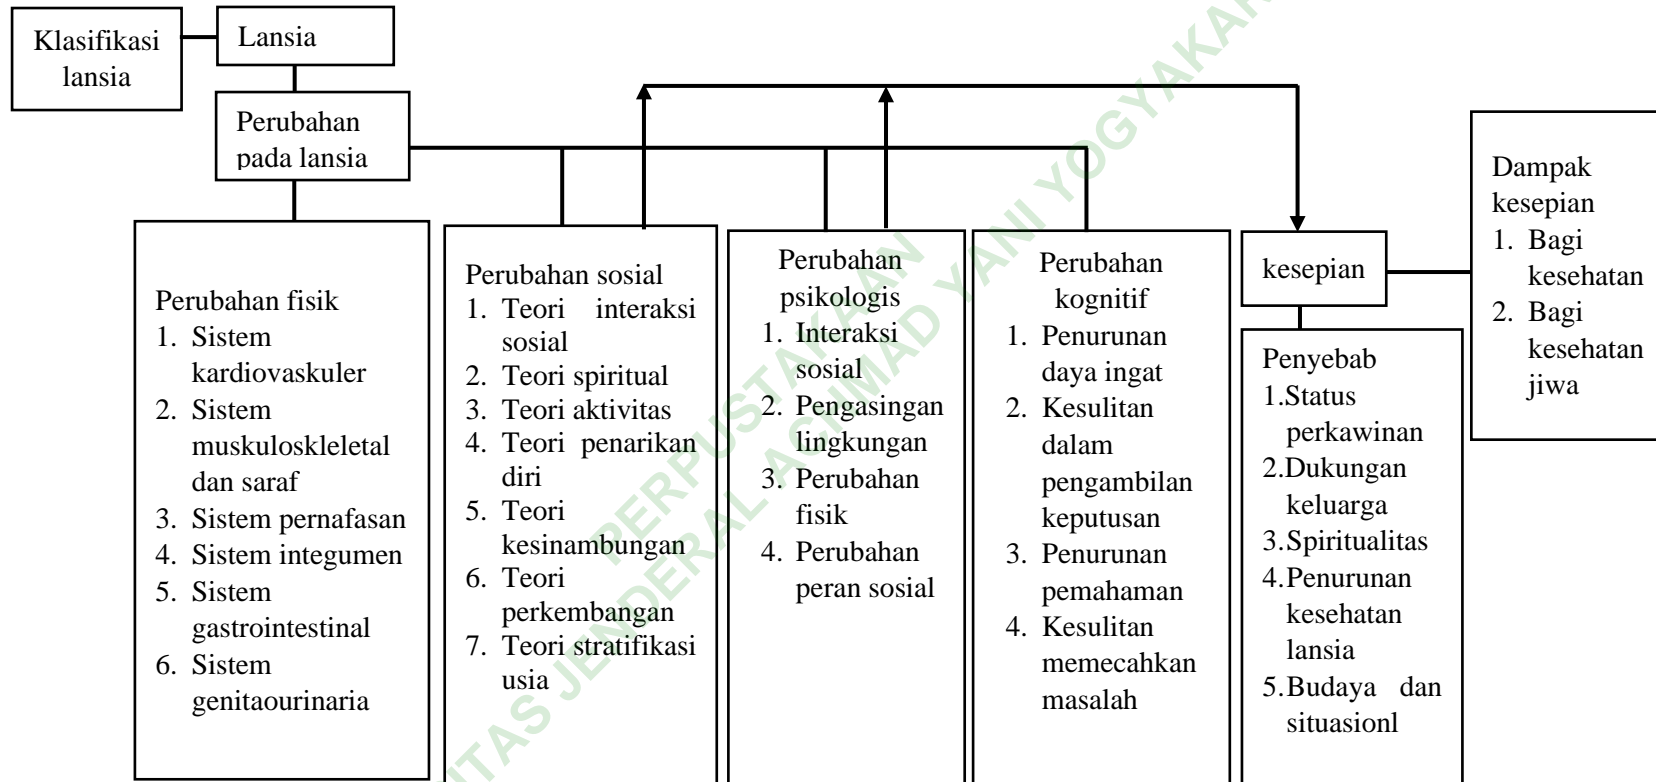 Klasifikasi
lansia
Lansia
Perubahan
pada lansia
Perubahan fisik
1. Sistem
kardiovaskuler
2. Sistem
muskuloskleletal
dan saraf
3. Sistem pernafasan
4. Sistem integumen
5. Sistem
gastrointestinal
6. Sistem
genitaourinaria
Perubahan sosial
1. Teori interaksi
sosial
2. Teori spiritual
3. Teori aktivitas
4. Teori penarikan
diri
5. Teori
kesinambungan
6. Teori
perkembangan
7. Teori stratifikasi
usia
Perubahan
psikologis
1. Interaksi
sosial
2. Pengasingan
lingkungan
3. Perubahan
fisik
4. Perubahan
peran sosial
Perubahan
kognitif
1. Penurunan
daya ingat
2. Kesulitan
dalam
pengambilan
keputusan
3. Penurunan
pemahaman
4. Kesulitan
memecahkan
masalah
kesepian
Penyebab
1.Status
perkawinan
2.Dukungan
keluarga
3.Spiritualitas
4.Penurunan
kesehatan
lansia
5.Budaya dan
situasionl
Dampak
kesepian
1. Bagi
kesehatan
2. Bagi
kesehatan
jiwa
PERPUSTAKAAN
ITAS JENDERAL ACHMAD YANI YOGYAKAR